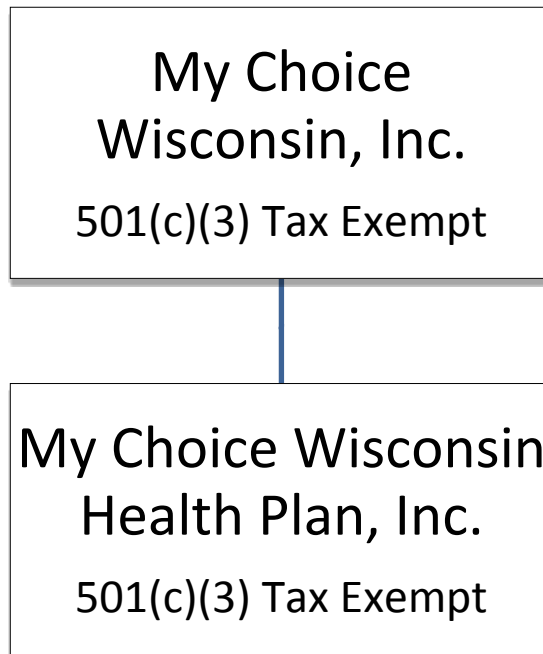 My Choice
Wisconsin, Inc.
501(c)(3) Tax Exempt
My Choice Wisconsin
Health Plan, Inc.
501(c)(3) Tax Exempt